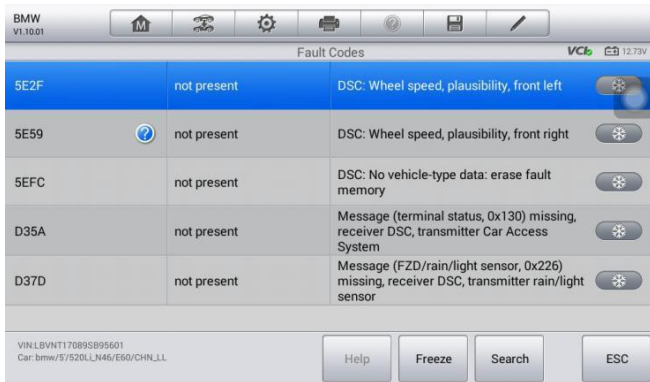 BMW
V1.10.01
Fault Codes
VCI
12.73V
5E2F
not present
DSC: Wheel speed, plausibility, front left
5E59
not present
DSC: Wheel speed, plausibility, front right
5EFC
not present
DSC: No vehicle-type data: erase fault
memory
D35A
not present
Message (terminal status, 0x130) missing,
receiver DSC, transmitter Car Access
System
D37D
not present
Message (FZD/rain/light sensor, 0x226)
missing, receiver DSC, transmitter rain/light
sensor
VIN:LBVNT17089SB95601
Car: bmw/5'/520Li_N46/E60/CHN_LL
Help
Freeze
Search
ESC